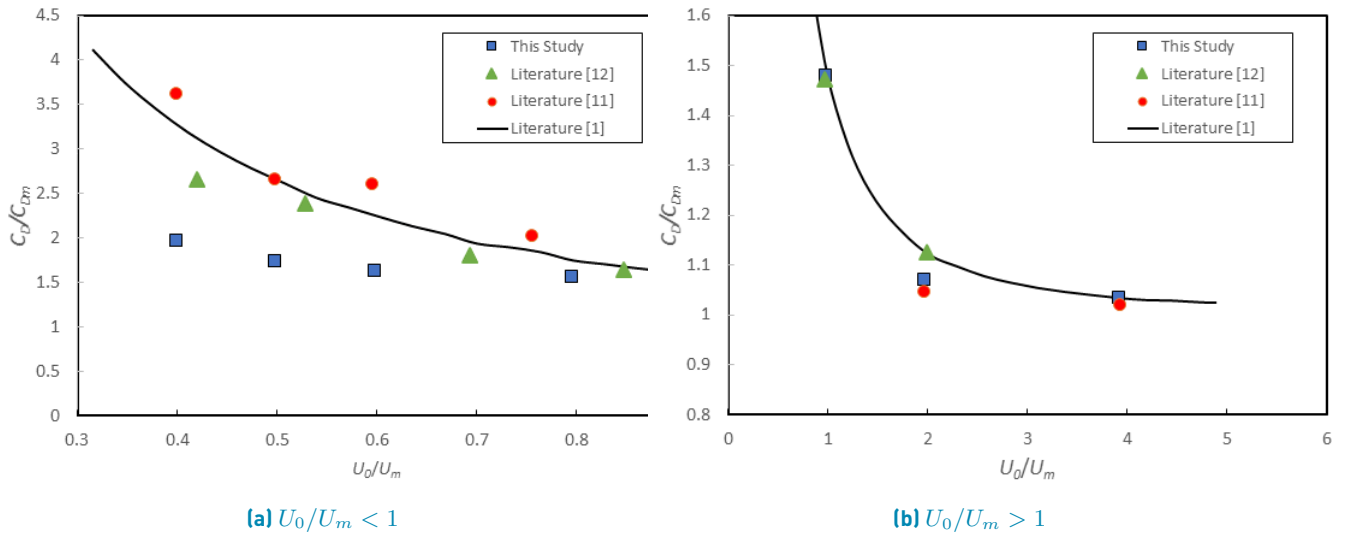 4.5
4
3.5
3
2.5
2
1.5
1
0.5
0
C_D/C_Dm
0.3 0.4 0.5 0.6 0.7 0.8
U_0/U_m
This Study
Literature [12]
Literature [11]
Literature [1]
(a) U_0/U_m < 1
1.6
1.5
1.4
1.3
1.2
1.1
1
0.9
0.8
C_D/C_Dm
0 1 2 3 4 5 6
U_0/U_m
This Study
Literature [12]
Literature [11]
Literature [1]
(b) U_0/U_m > 1